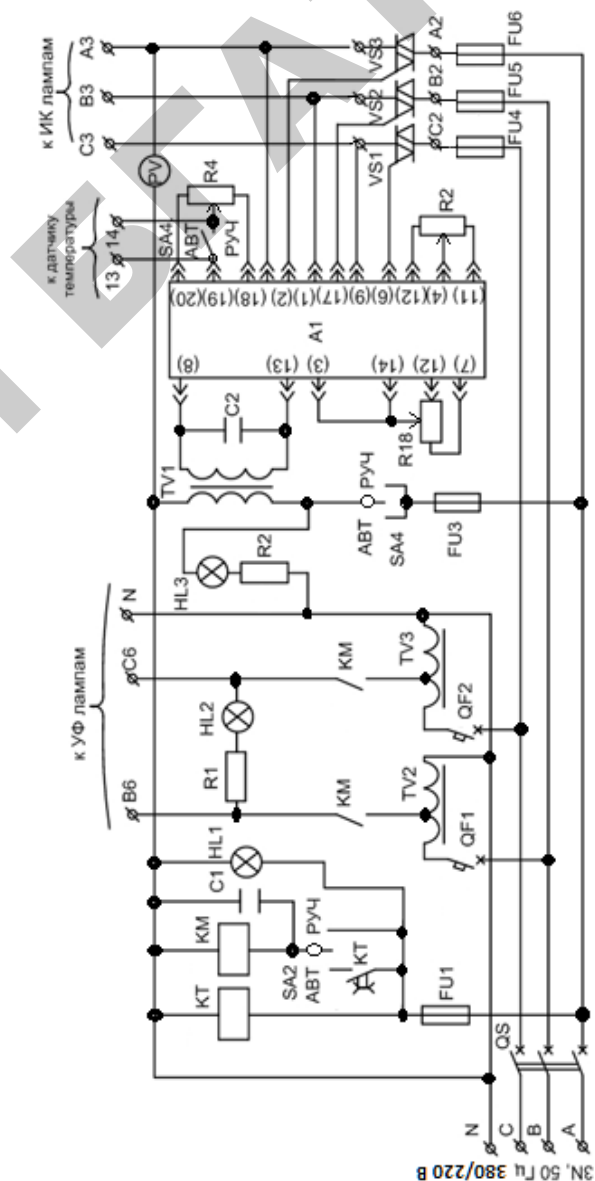 3N, 50 Гц 380/220 В
N
C
B
A
QS
KT
KM
C1
HL1
SA2
АВТ
РУЧ
KT
FU1
к УФ лампам
B6
C6
N
R1
HL2
KM
KM
TV2
TV3
QF1
QF2
HL3
R2
TV1
C2
АВТ
РУЧ
SA4
FU3
(8)
(13)
(3)
(14)
(12)
(7)
R18
A1
(20)
(19)
(18)
(2)
(1)
(17)
(9)
(6)
(12)
(4)
(11)
к датчику
температуры
13
14
SA4
АВТ
РУЧ
R4
R2
PV
к ИК лампам
C3
B3
A3
VS1
VS2
VS3
C2
B2
A2
FU4
FU5
FU6